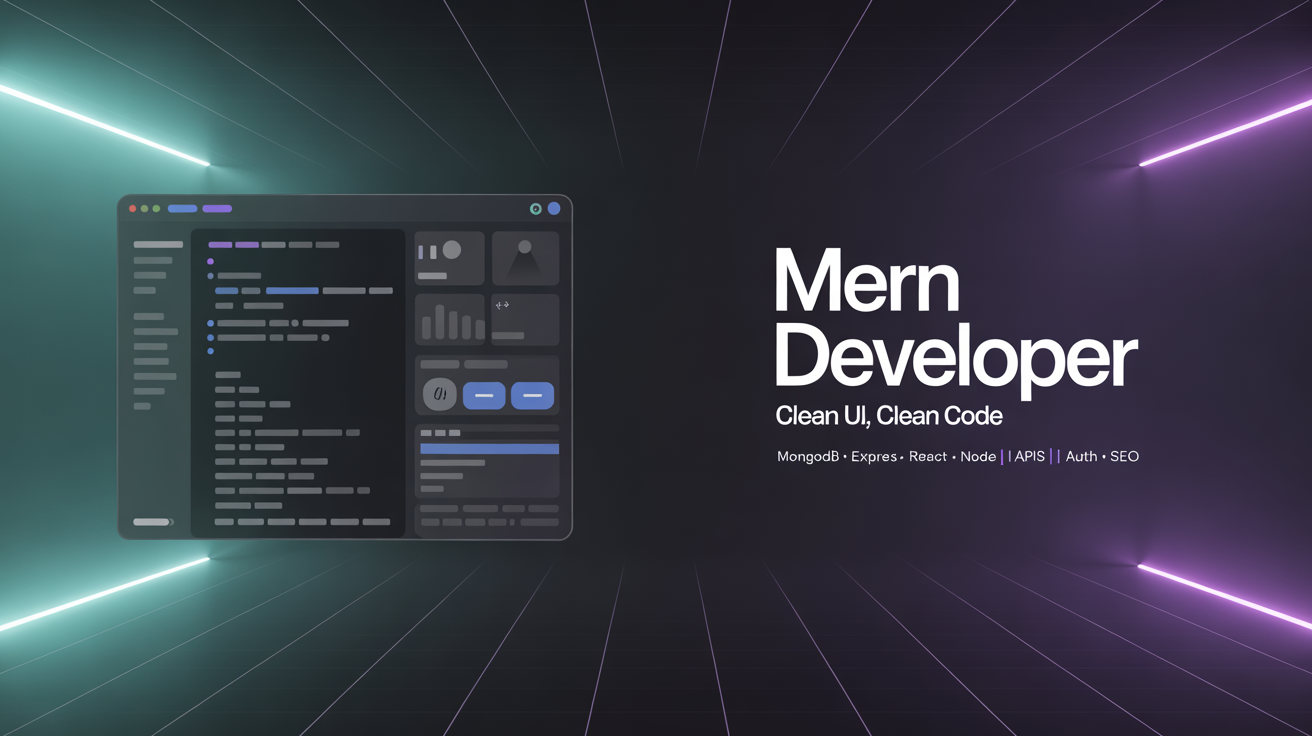 Mern
Developer
Clean UI, Clean Code
MongodB • Expres • React • Node | | APIS | | Auth • SEO